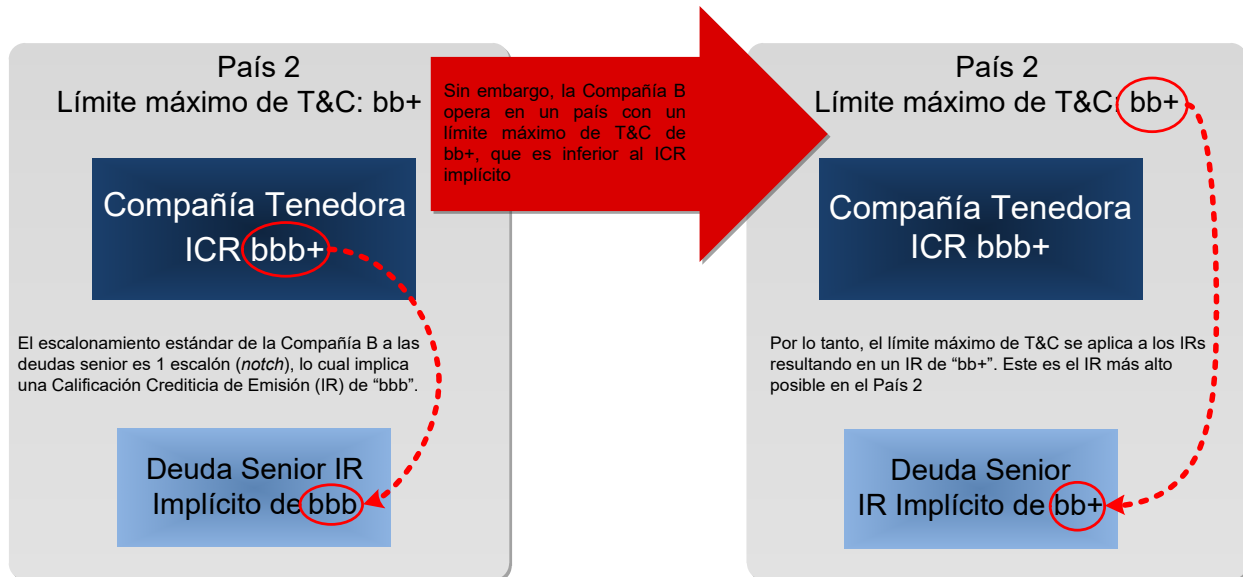 País 2
Límite máximo de T&C: bb+
Compañía Tenedora
ICR bbb+
El escalonamiento estándar de la Compañía B a las
deudas senior es 1 escalón (notch), lo cual implica
una Calificación Crediticia de Emisión (IR) de “bbb”.
Deuda Senior IR
Implícito de bbb
Sin embargo, la Compañía B
opera en un país con un
límite máximo de T&C de
bb+, que es inferior al ICR
implícito
País 2
Límite máximo de T&C: bb+
Compañía Tenedora
ICR bbb+
Por lo tanto, el límite máximo de T&C se aplica a los IRs
resultando en un IR de “bb+”. Este es el IR más alto
posible en el País 2
Deuda Senior
IR Implícito de bb+